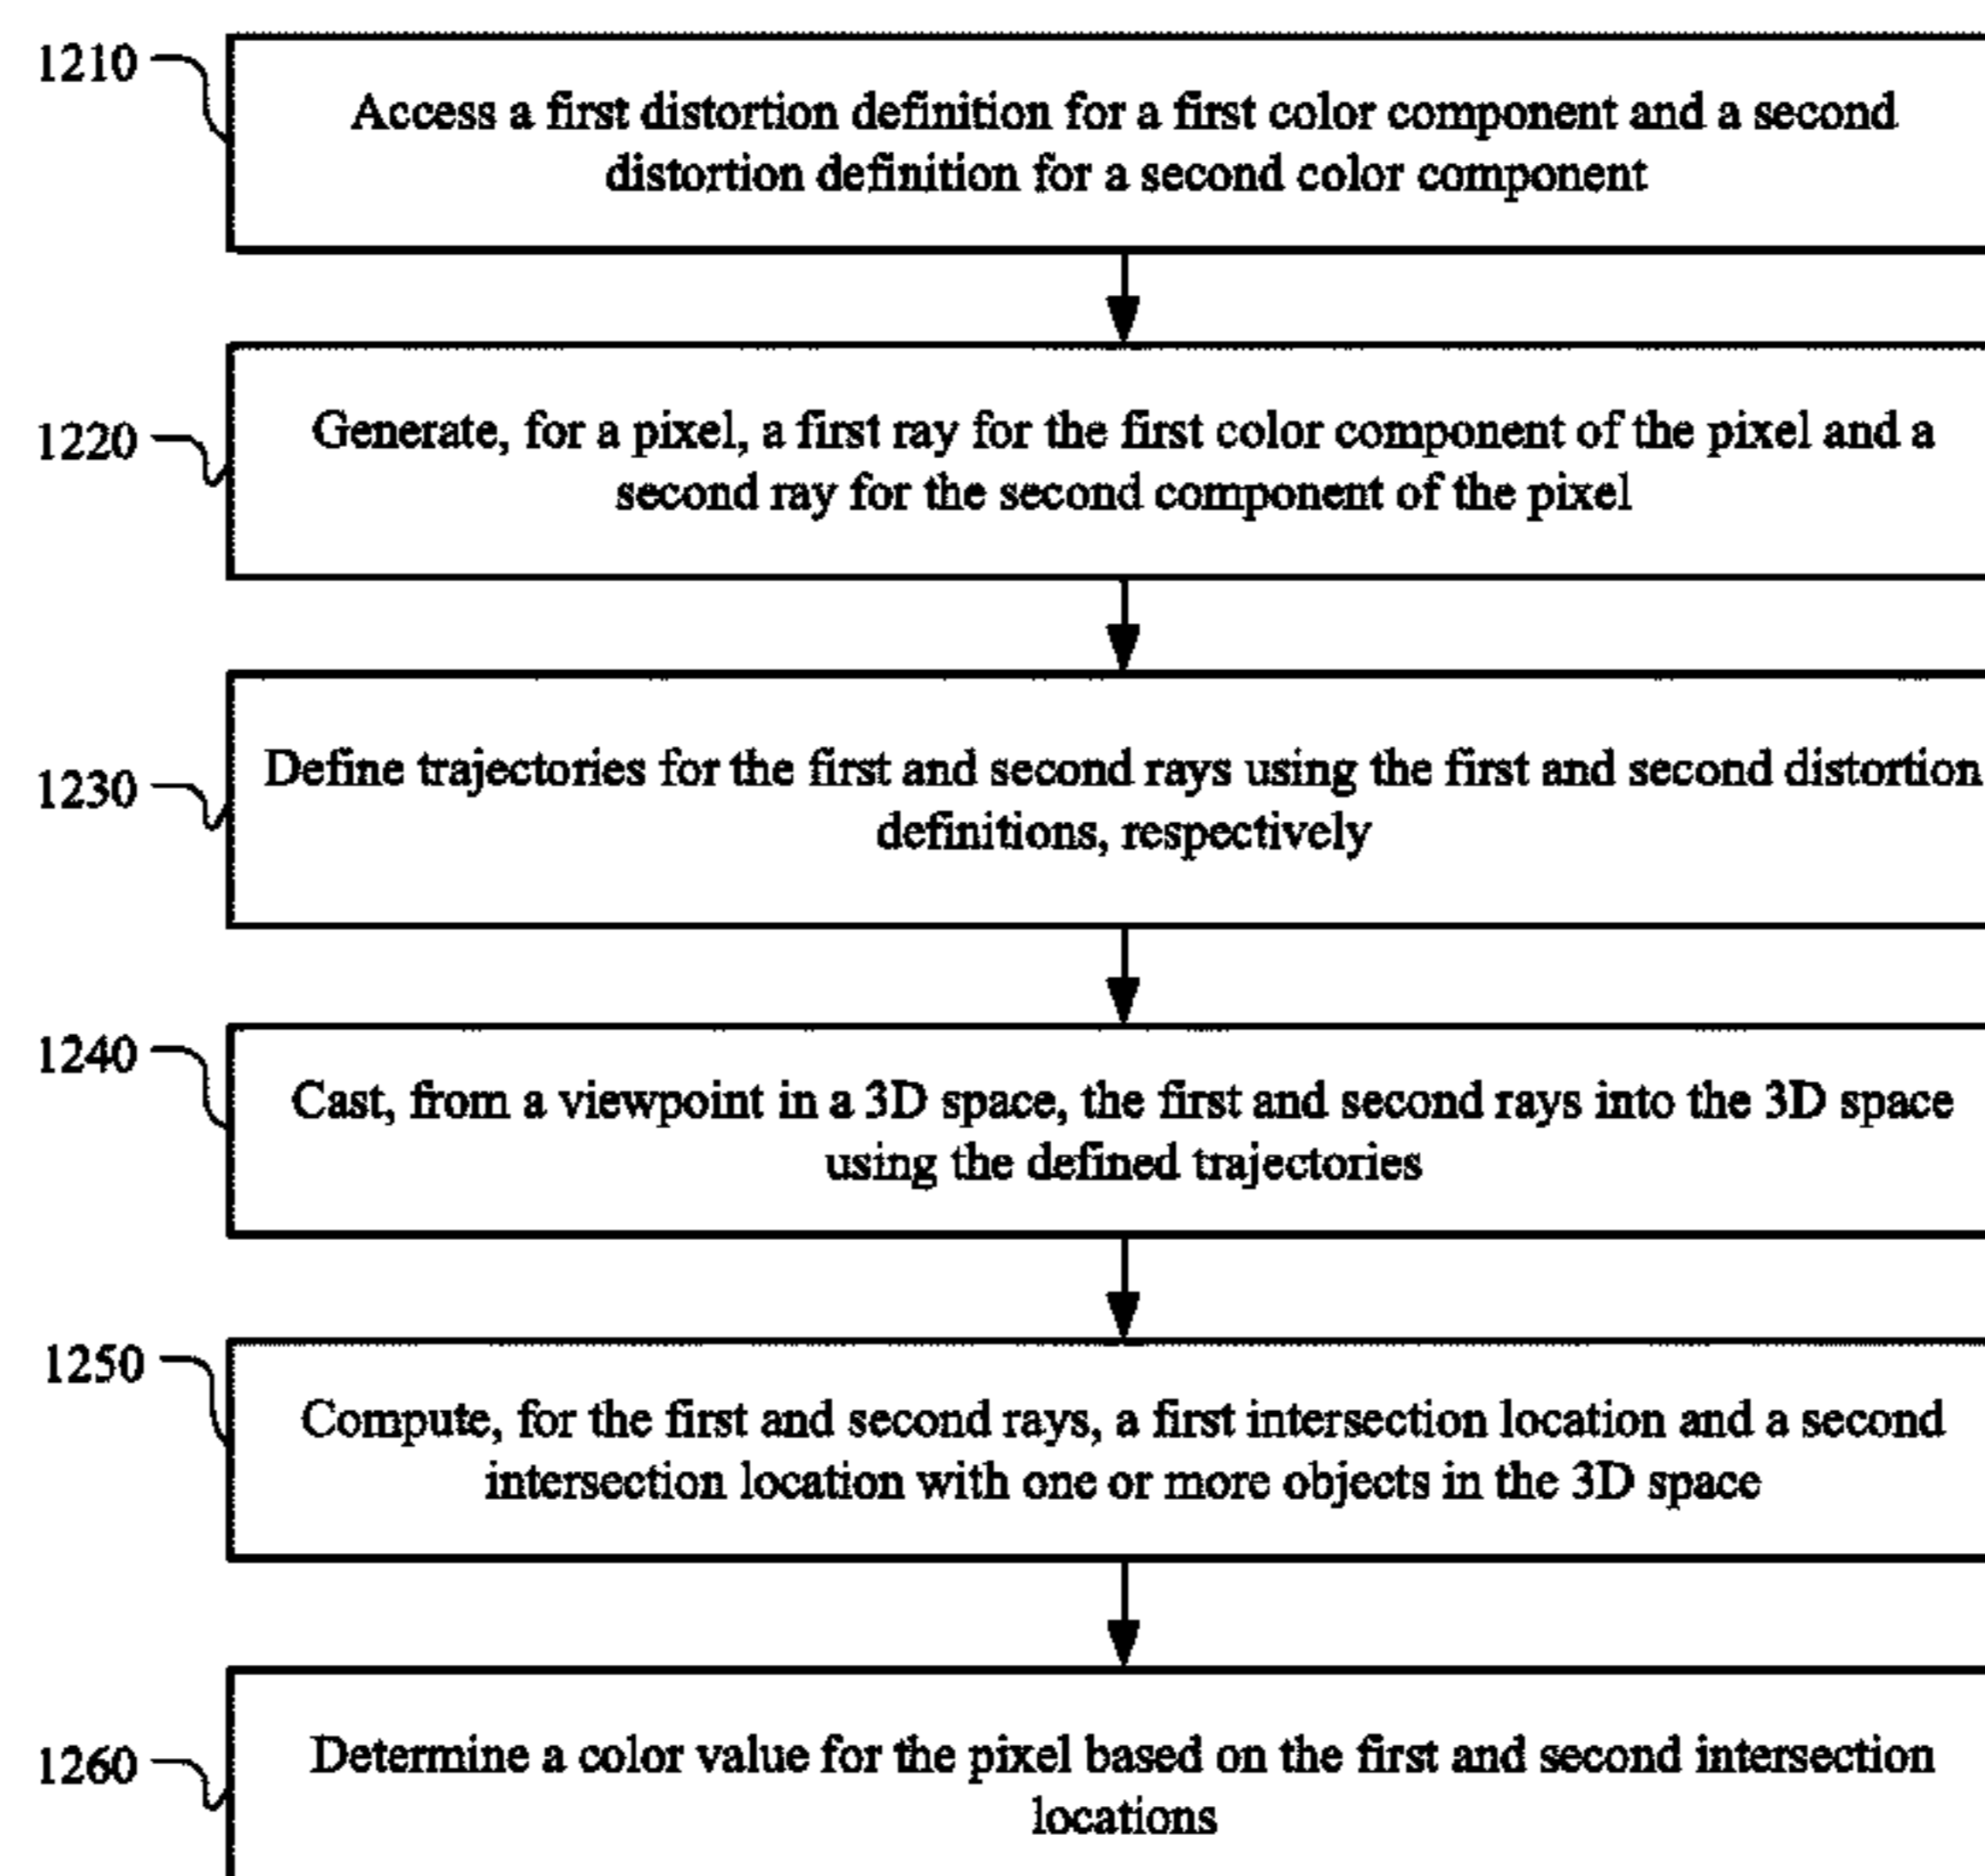 1210
Access a first distortion definition for a first color component and a second
distortion definition for a second color component
1220
Generate, for a pixel, a first ray for the first color component of the pixel and a
second ray for the second component of the pixel
1230
Define trajectories for the first and second rays using the first and second distortion
definitions, respectively
1240
Cast, from a viewpoint in a 3D space, the first and second rays into the 3D space
using the defined trajectories
1250
Compute, for the first and second rays, a first intersection location and a second
intersection location with one or more objects in the 3D space
1260
Determine a color value for the pixel based on the first and second intersection
locations